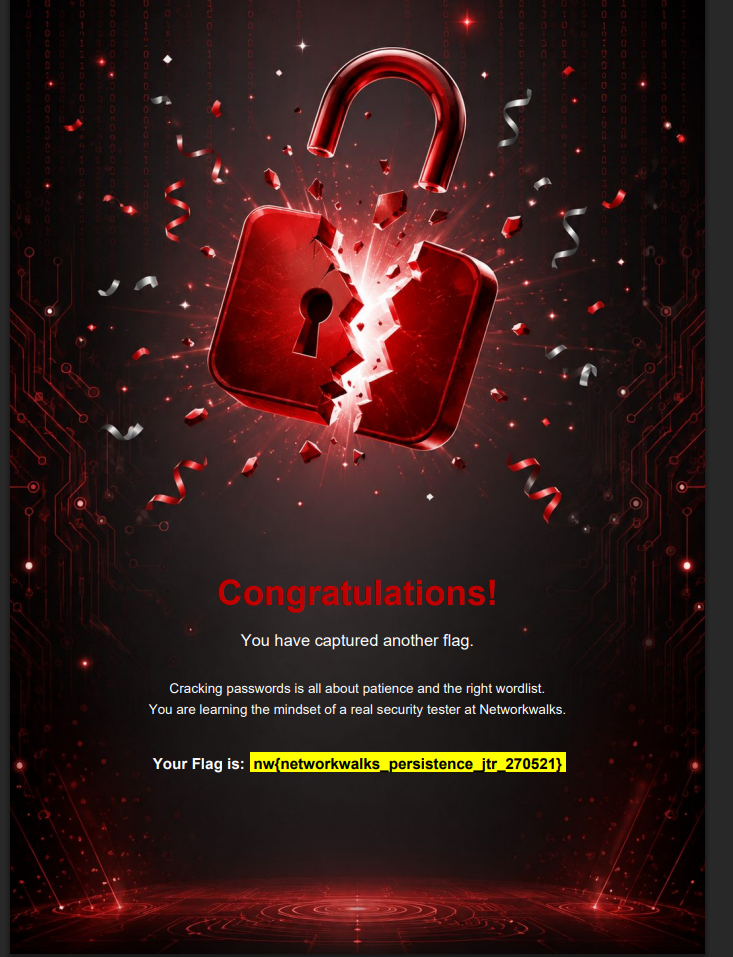 Congratulations!
You have captured another flag.
Cracking passwords is all about patience and the right wordlist.
You are learning the mindset of a real security tester at Networkwalks.
Your Flag is: nw{networkwalks_persistence_jtr_270521}